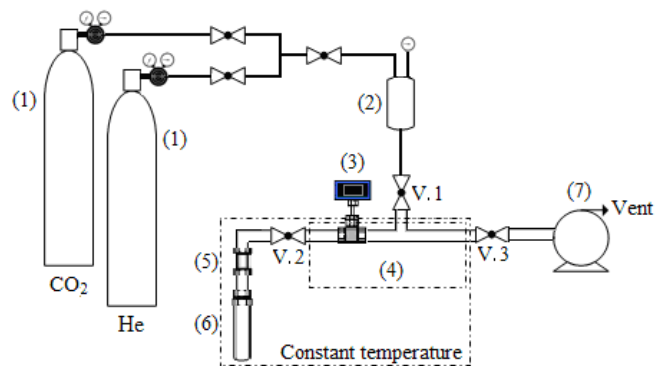 (1)
(1)
(2)
(3)
V.1
(7)
Vent
V.2
V.3
(4)
(5)
(6)
CO₂
He
Constant temperature